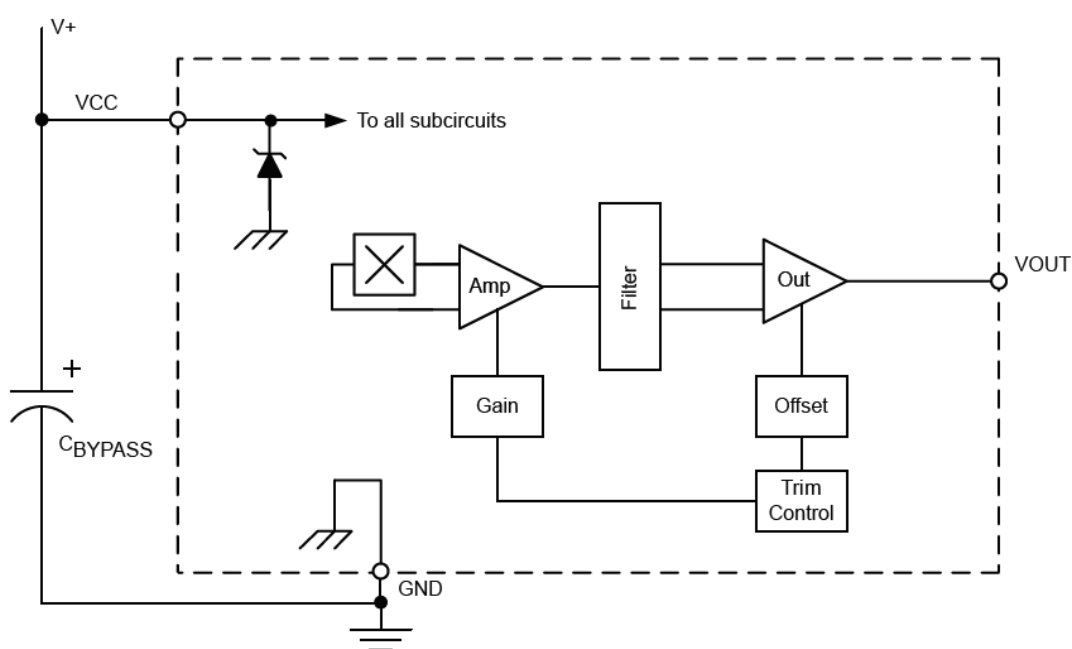 V+
VCC
To all subcircuits
Amp
Filter
Out
VOUT
+
CBYPASS
Gain
Offset
Trim
Control
GND